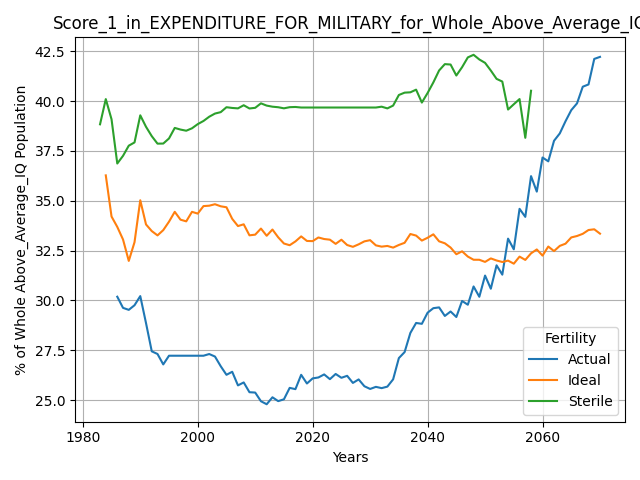 Score_1_in_EXPENDITURE_FOR_MILITARY_for_Whole_Above_Average_IQ
% of Whole Above_Average_IQ Population
42.5
40.0
37.5
35.0
32.5
30.0
27.5
25.0
Fertility
Actual
Ideal
Sterile
1980
2000
2020
2040
2060
Years